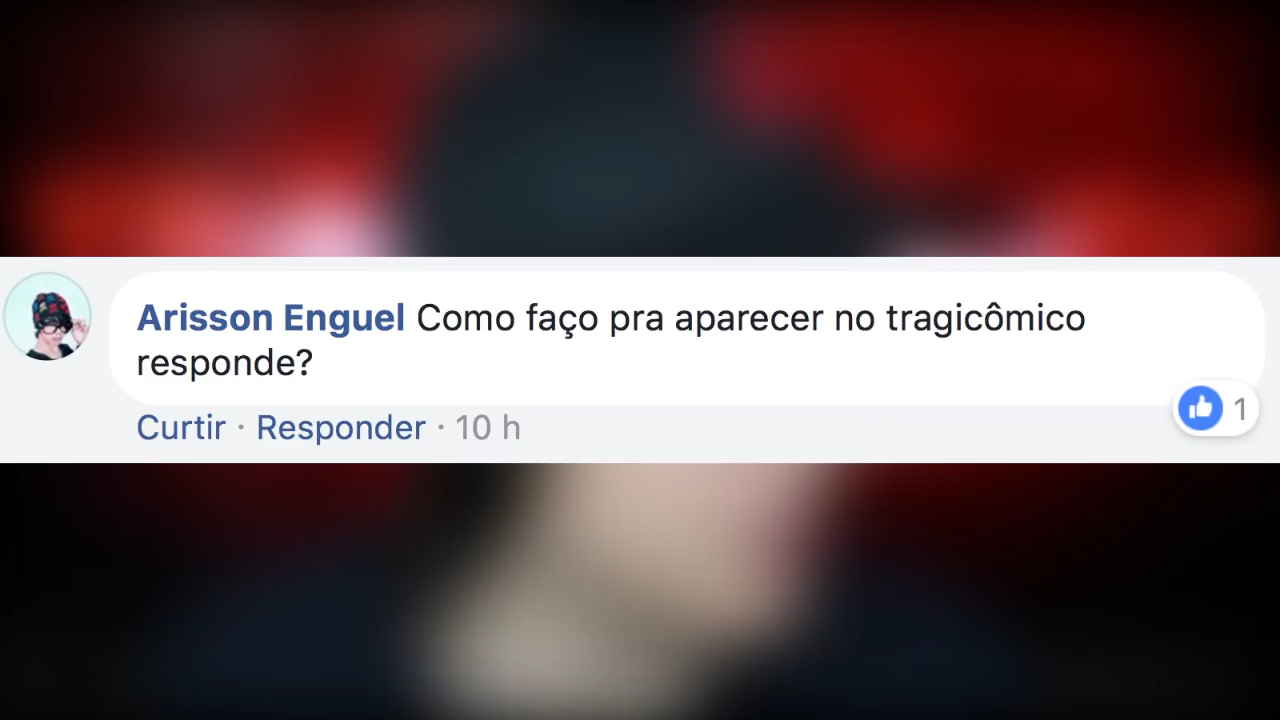 Arisson Enguel Como faço pra aparecer no tragicômico
responde?
Curtir · Responder · 10 h
1